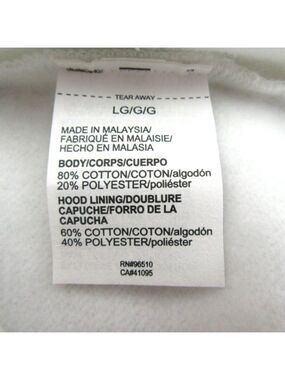 TEAR AWAY
LG/G/G
MADE IN MALAYSIA/
FABRIQUÉ EN MALAISIE/
HECHO EN MALASIA
BODY/CORPS/CUERPO
80% COTTON/COTON/algodón
20% POLYESTER/poliéster
HOOD LINING/DOUBLURE
CAPUCHE/FORRO DE LA
CAPUCHA
60% COTTON/COTON/algodón
40% POLYESTER/poliéster
RN#96510
CA#41095